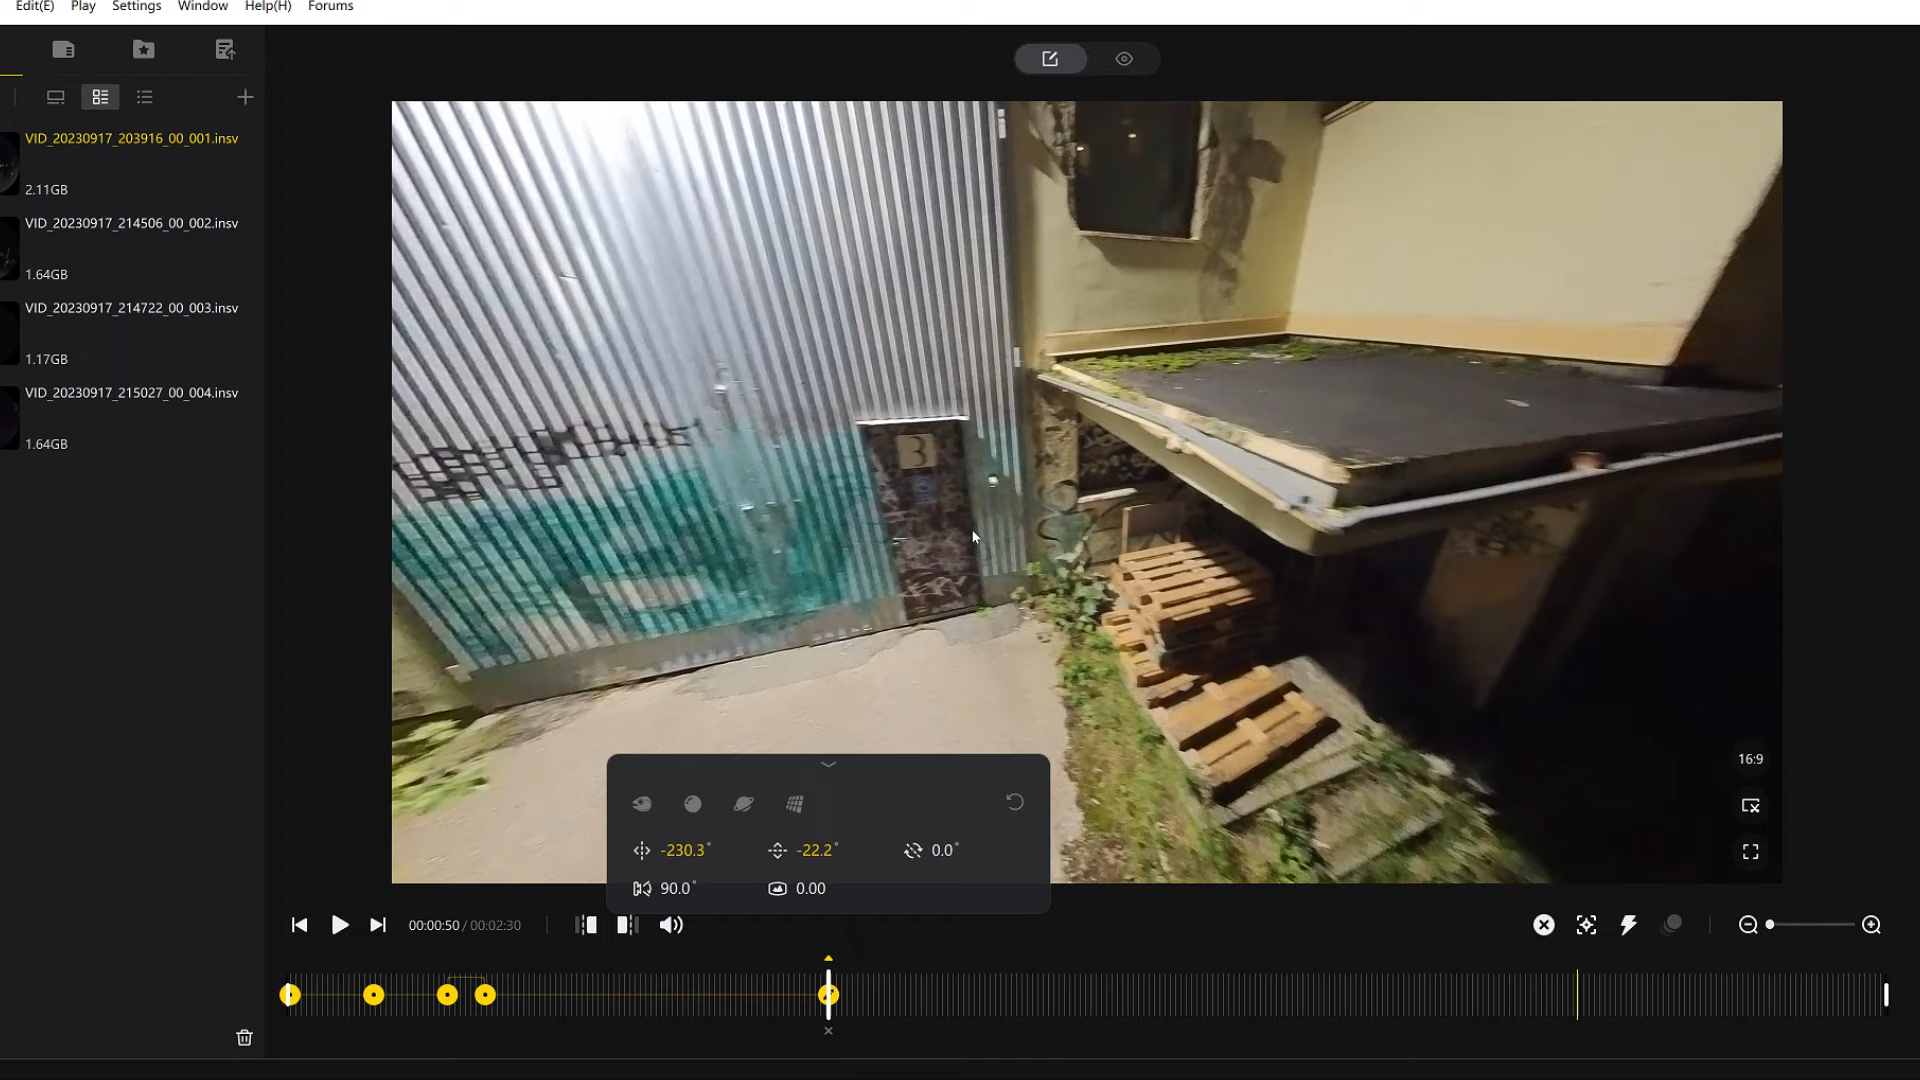 Edit(E) Play Settings Window Help(H) Forums
VID_20230917_203916_00_001.insv
2.11GB
VID_20230917_214506_00_002.insv
1.64GB
VID_20230917_214722_00_003.insv
1.17GB
VID_20230917_215027_00_004.insv
1.64GB
3
16:9
-230.3° -22.2° 0.0°
90.0° 0.00
00:00:50 / 00:02:30